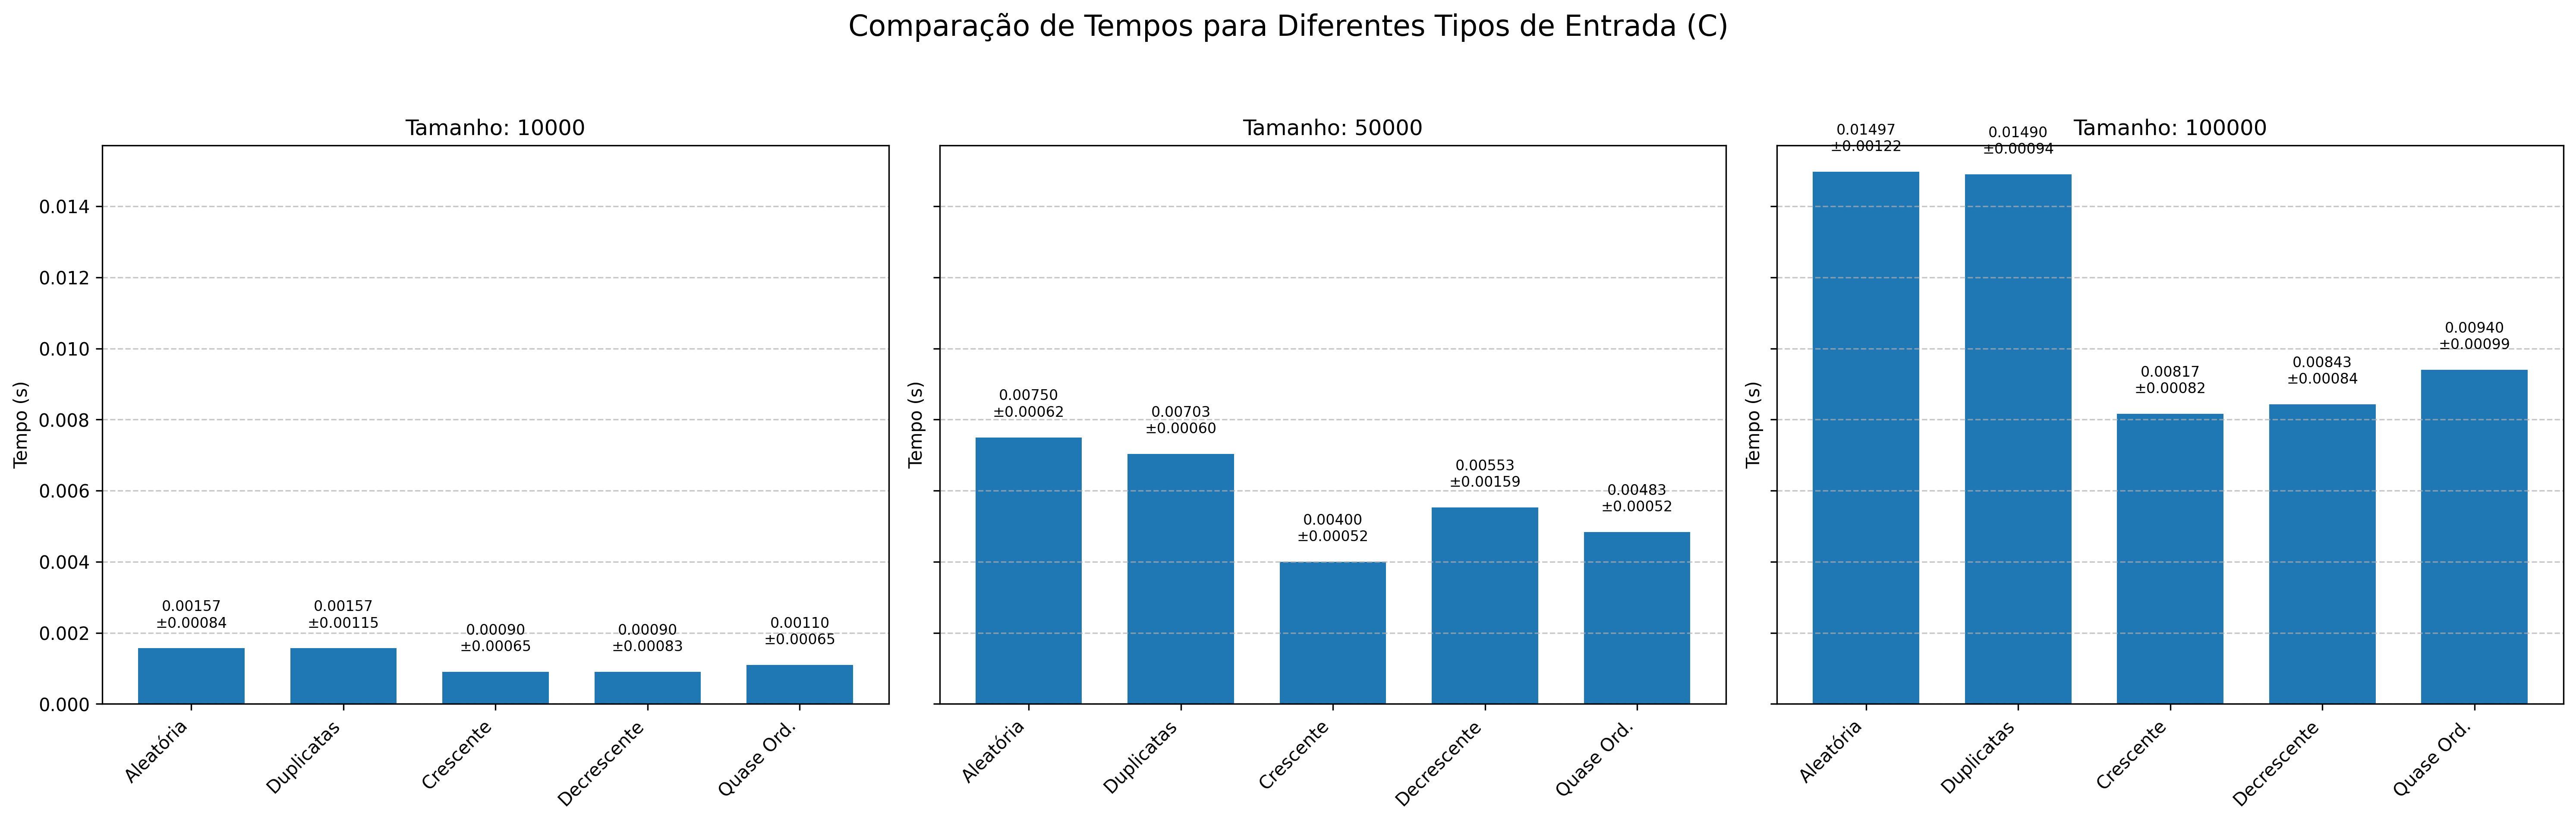 Comparação de Tempos para Diferentes Tipos de Entrada (C)
Tamanho: 10000
Tempo (s)
0.014
0.012
0.010
0.008
0.006
0.004
0.002
0.000
0.00157
±0.00084
0.00157
±0.00115
0.00090
±0.00065
0.00090
±0.00083
0.00110
±0.00065
Aleatória
Duplicatas
Crescente
Decrescente
Quase Ord.
Tamanho: 50000
Tempo (s)
0.00750
±0.00062
0.00703
±0.00060
0.00400
±0.00052
0.00553
±0.00159
0.00483
±0.00052
Aleatória
Duplicatas
Crescente
Decrescente
Quase Ord.
Tamanho: 100000
Tempo (s)
0.01497
±0.00122
0.01490
±0.00094
0.00817
±0.00082
0.00843
±0.00084
0.00940
±0.00099
Aleatória
Duplicatas
Crescente
Decrescente
Quase Ord.